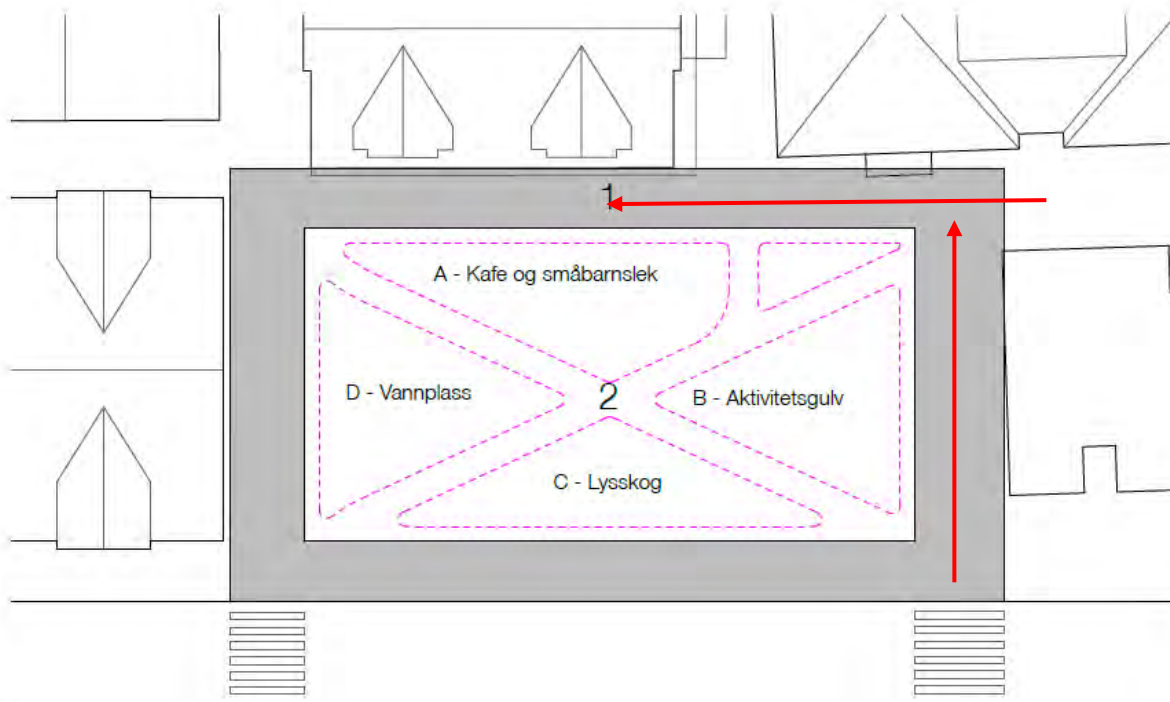 1
A - Kafe og småbarnslek
D - Vannplass
2
B - Aktivitetsgulv
C - Lysskog